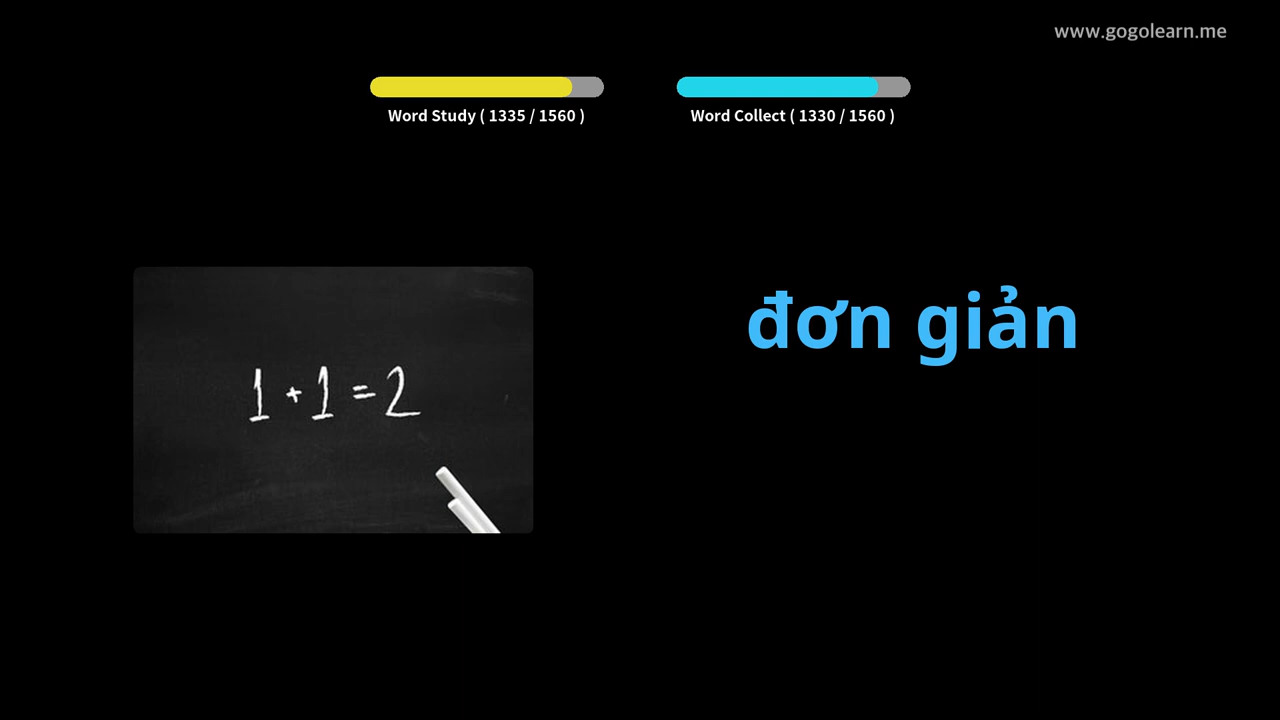 www.gogolearn.me
Word Study ( 1335 / 1560 )
Word Collect ( 1330 / 1560 )
đơn giản
1 + 1 = 2